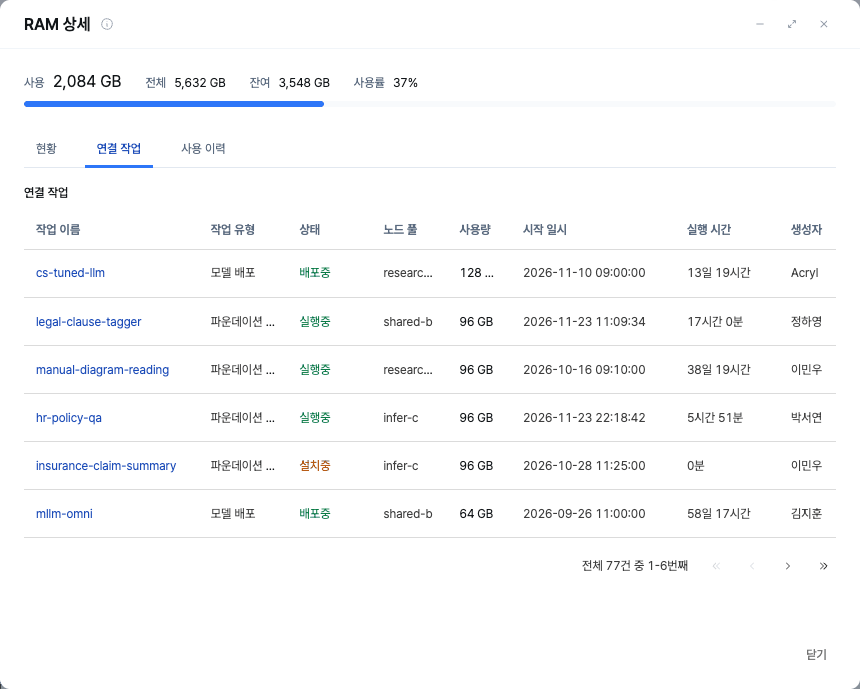 RAM 상세
사용 2,084 GB 전체 5,632 GB 잔여 3,548 GB 사용률 37%
현황 연결 작업 사용 이력
연결 작업
작업 이름 작업 유형 상태 노드 풀 사용량 시작 일시 실행 시간 생성자
cs-tuned-llm 모델 배포 배포중 researc... 128 ... 2026-11-10 09:00:00 13일 19시간 Acryl
legal-clause-tagger 파운데이션 ... 실행중 shared-b 96 GB 2026-11-23 11:09:34 17시간 0분 정하영
manual-diagram-reading 파운데이션 ... 실행중 researc... 96 GB 2026-10-16 09:10:00 38일 19시간 이민우
hr-policy-qa 파운데이션 ... 실행중 infer-c 96 GB 2026-11-23 22:18:42 5시간 51분 박서연
insurance-claim-summary 파운데이션 ... 설치중 infer-c 96 GB 2026-10-28 11:25:00 0분 이민우
mllm-omni 모델 배포 배포중 shared-b 64 GB 2026-09-26 11:00:00 58일 17시간 김지훈
전체 77건 중 1-6번째
닫기